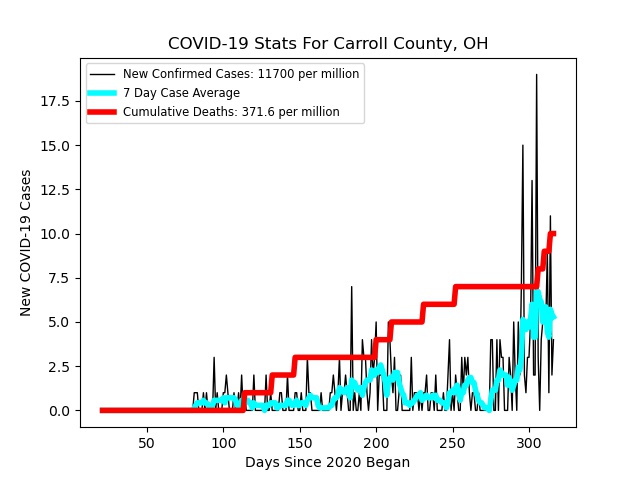 COVID-19 Stats For Carroll County, OH
New Confirmed Cases: 11700 per million
7 Day Case Average
Cumulative Deaths: 371.6 per million
New COVID-19 Cases
17.5
15.0
12.5
10.0
7.5
5.0
2.5
0.0
50 100 150 200 250 300
Days Since 2020 Began